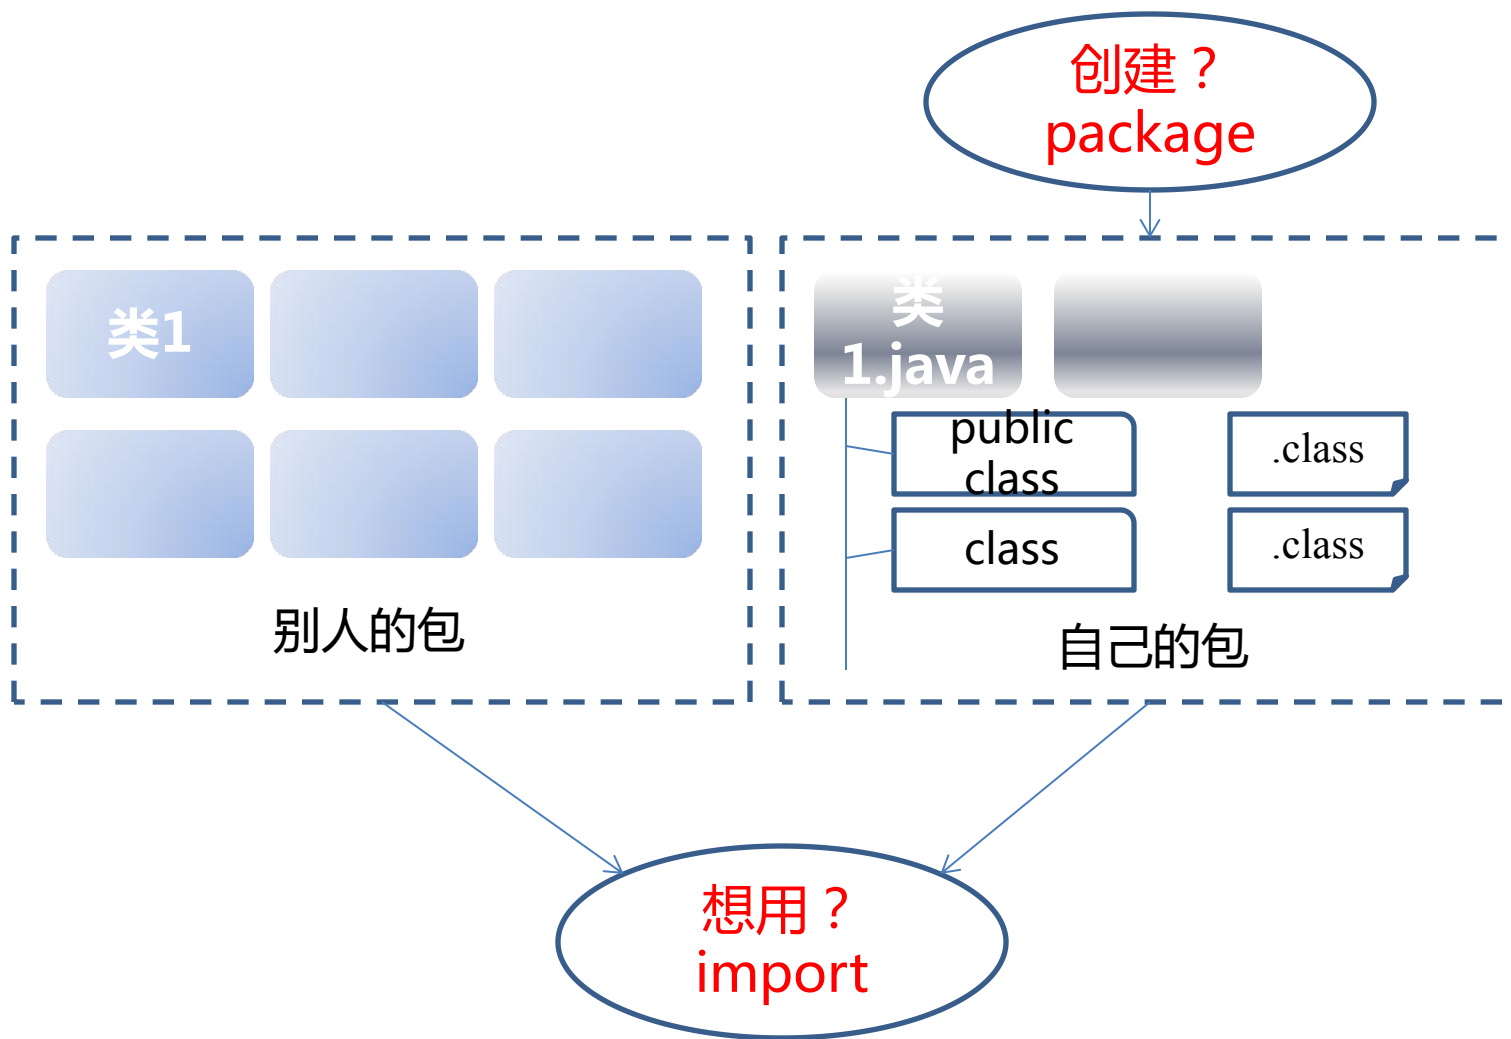 创建？
package
类1
类
1.java
public
class
.class
class
.class
别人的包
自己的包
想用？
import